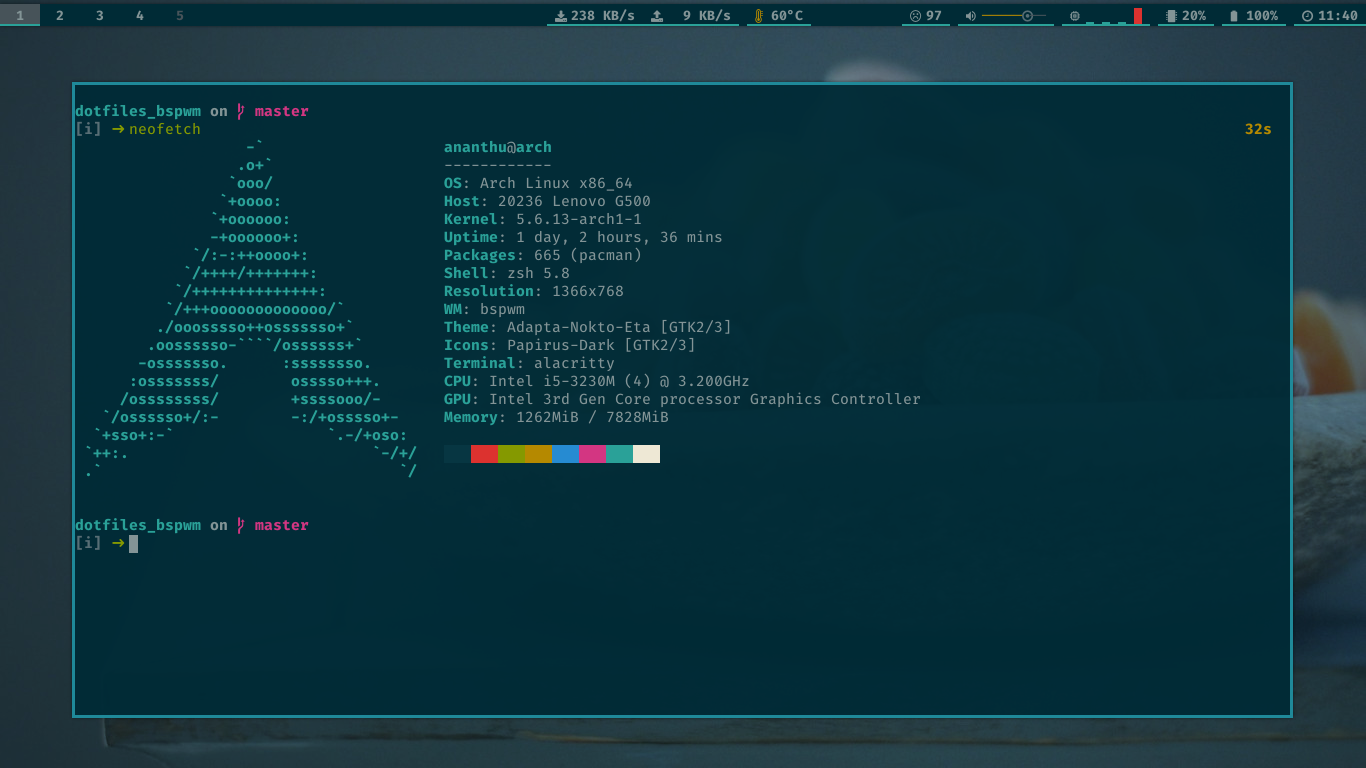 1 2 3 4 5 238 KB/s 9 KB/s 60°C 97 20% 100% 11:40
dotfiles_bspwm on master
[i] ➜ neofetch 32s
                   -`
                  .o+`
                 `ooo/
                `+oooo:
               `+oooooo:
               -+oooooo+:
             `/:-:++oooo+:
            `/++++/+++++++:
           `/++++++++++++++:
          `/+++ooooooooooooo/`
         ./ooosssso++osssssso+`
        .oossssso-````/ossssss+`
       -osssssso.      :ssssssso.
      :osssssss/        osssso+++.
     /ossssssss/        +ssssooo/-
   `/ossssso+/:-        -:/+osssso+-
  `+sso+:-`                 `.-/+oso:
 `++:.                           `-/+/
 .`                                 `/
ananthu@arch
------------
OS: Arch Linux x86_64
Host: 20236 Lenovo G500
Kernel: 5.6.13-arch1-1
Uptime: 1 day, 2 hours, 36 mins
Packages: 665 (pacman)
Shell: zsh 5.8
Resolution: 1366x768
WM: bspwm
Theme: Adapta-Nokto-Eta [GTK2/3]
Icons: Papirus-Dark [GTK2/3]
Terminal: alacritty
CPU: Intel i5-3230M (4) @ 3.200GHz
GPU: Intel 3rd Gen Core processor Graphics Controller
Memory: 1262MiB / 7828MiB
dotfiles_bspwm on master
[i] ➜